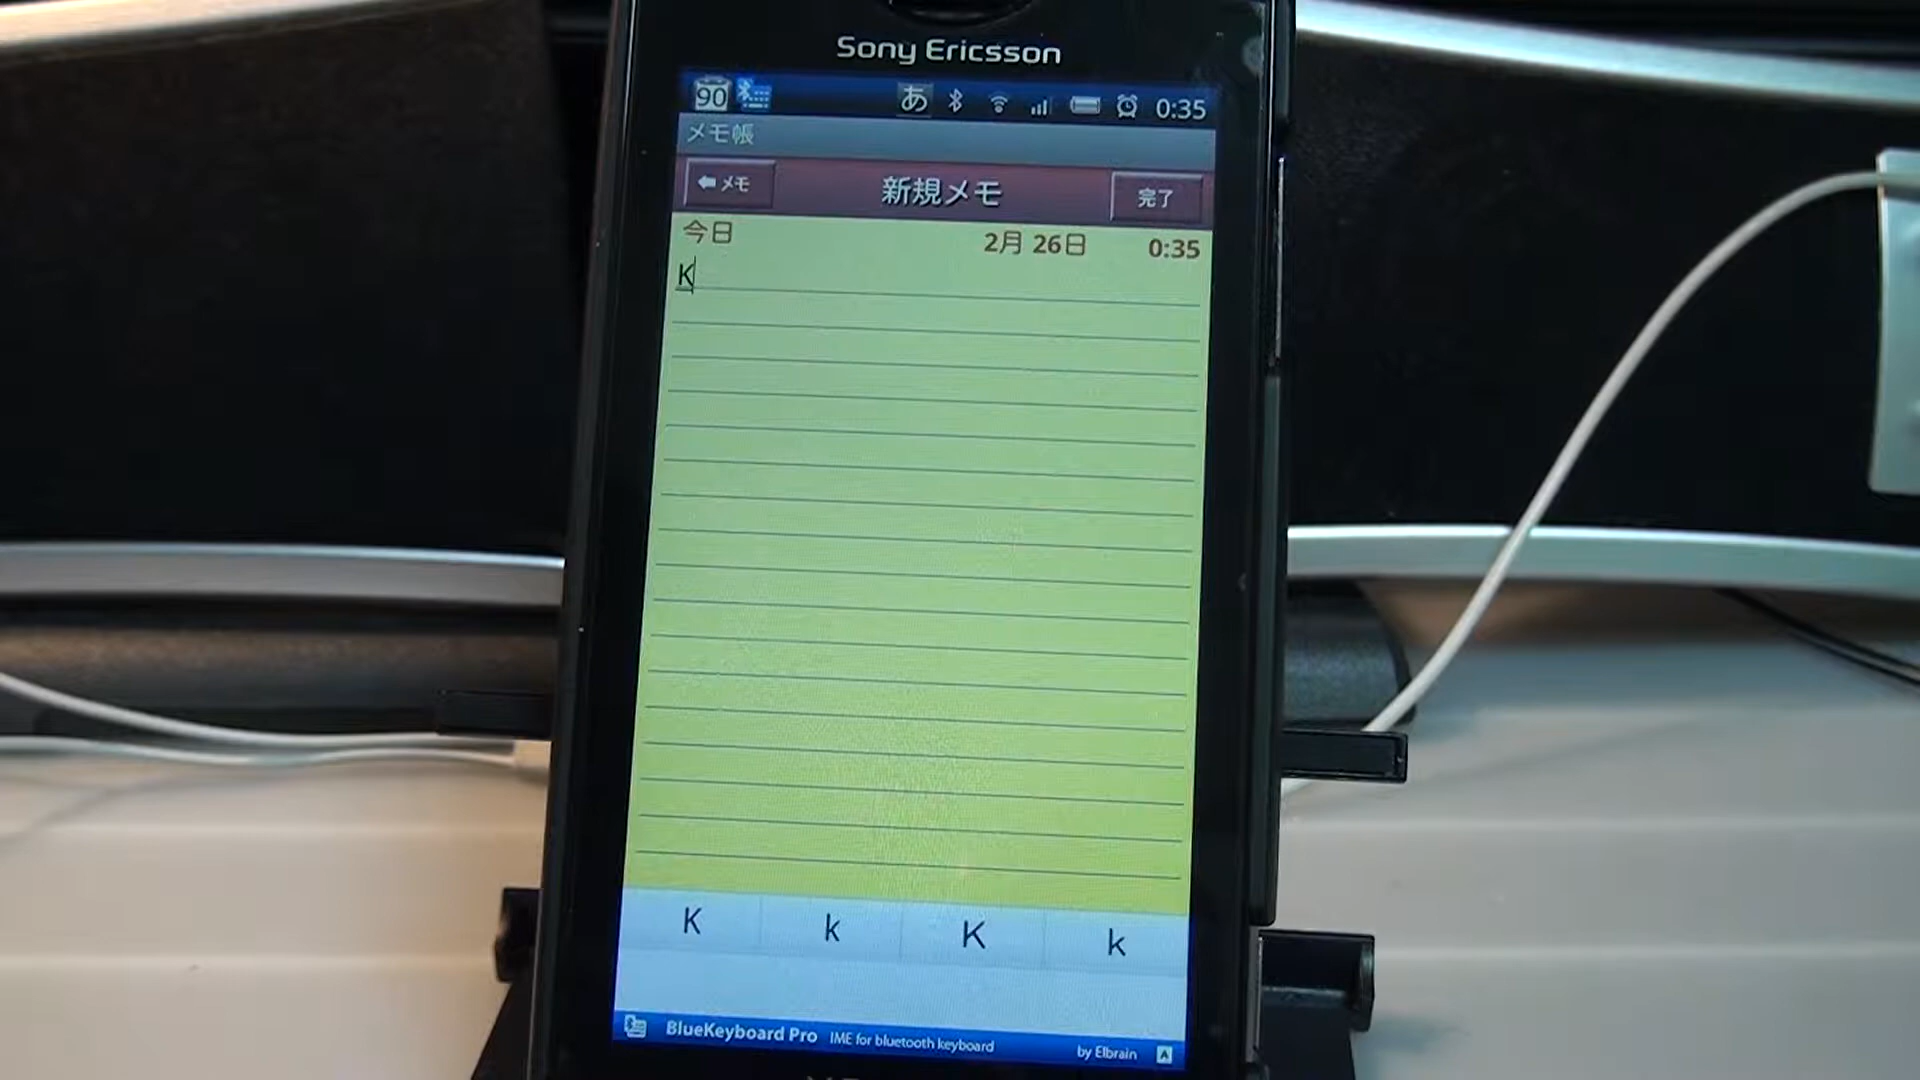 Sony Ericsson
90 あ 0:35
メモ帳
メモ 新規メモ 完了
今日 2月 26日 0:35
K
K k K k
BlueKeyboard Pro IME for bluetooth keyboard by Elbrain A